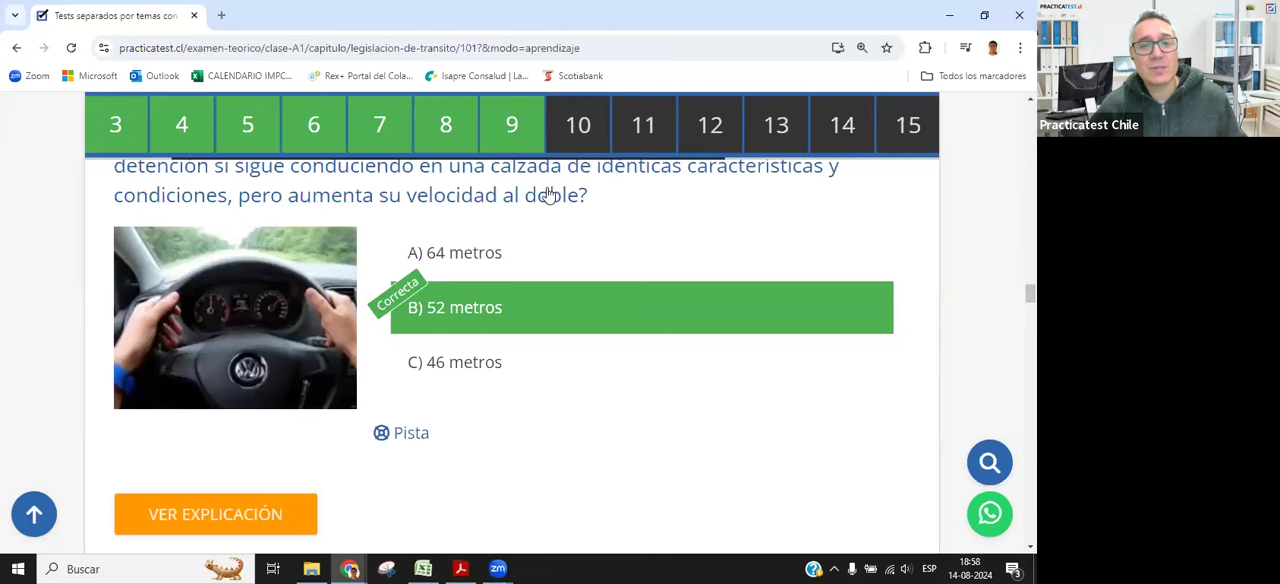 Tests separados por temas con
practicatest.cl/examen-teorico/clase-A1/capitulo/legislacion-de-transito/101?&modo=aprendizaje
Zoom
Microsoft
Outlook
CALENDARIO IMPC...
Rex+ Portal del Cola...
Isapre Consalud | La...
Scotiabank
Todos los marcadores
3 4 5 6 7 8 9 10 11 12 13 14 15
detención si sigue conduciendo en una calzada de idénticas características y
condiciones, pero aumenta su velocidad al doble?
A) 64 metros
Correcta
B) 52 metros
C) 46 metros
Pista
VER EXPLICACIÓN
PRACTICATEST.cl
Practicatest Chile
Buscar
ESP
18:58
14-08-2024
3